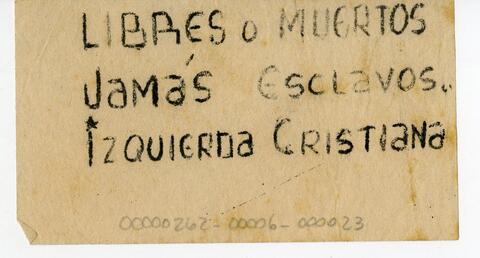 LIBRES o MUERTOS
JAMáS ESCLAVOS..
IZQUIERDA CRISTIANA
00000262-00006-000023